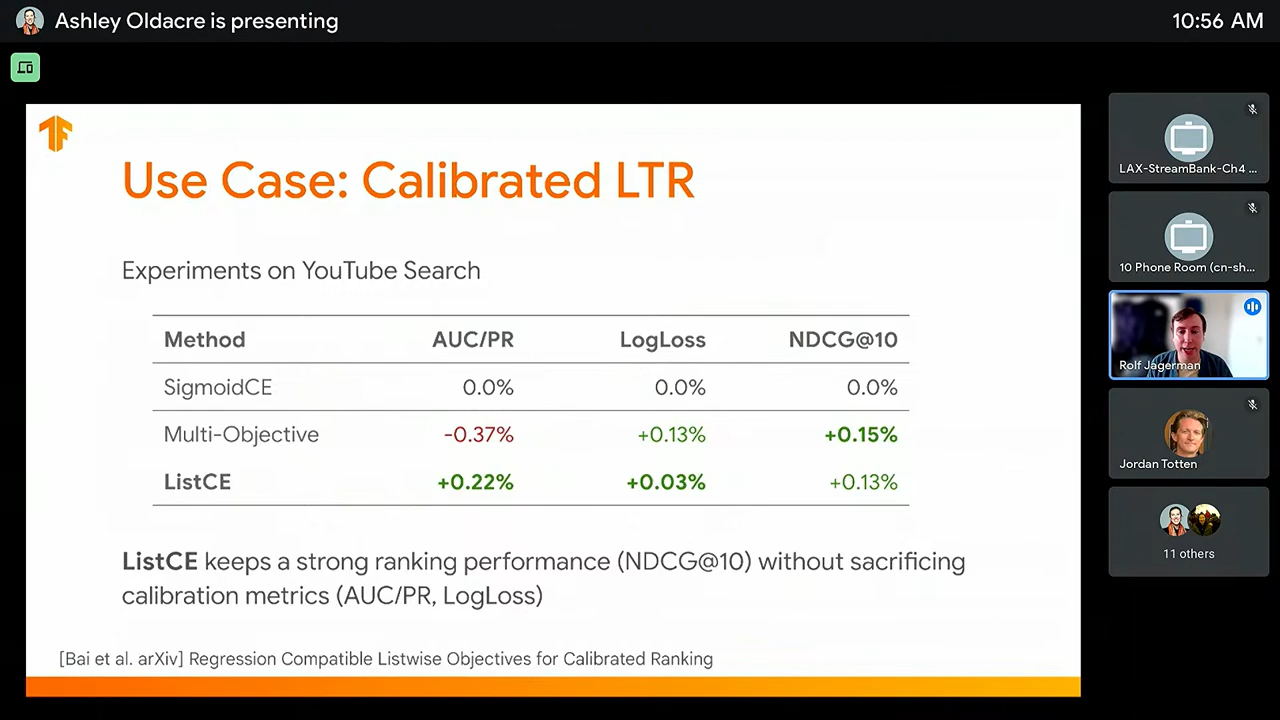 Ashley Oldacre is presenting
10:56 AM
Use Case: Calibrated LTR
Experiments on YouTube Search
Method AUC/PR LogLoss NDCG@10
SigmoidCE 0.0% 0.0% 0.0%
Multi-Objective -0.37% +0.13% +0.15%
ListCE +0.22% +0.03% +0.13%
ListCE keeps a strong ranking performance (NDCG@10) without sacrificing
calibration metrics (AUC/PR, LogLoss)
[Bai et al. arXiv] Regression Compatible Listwise Objectives for Calibrated Ranking
LAX-StreamBank-Ch4 ...
10 Phone Room (cn-sh...
Rolf Jagerman
Jordan Totten
11 others